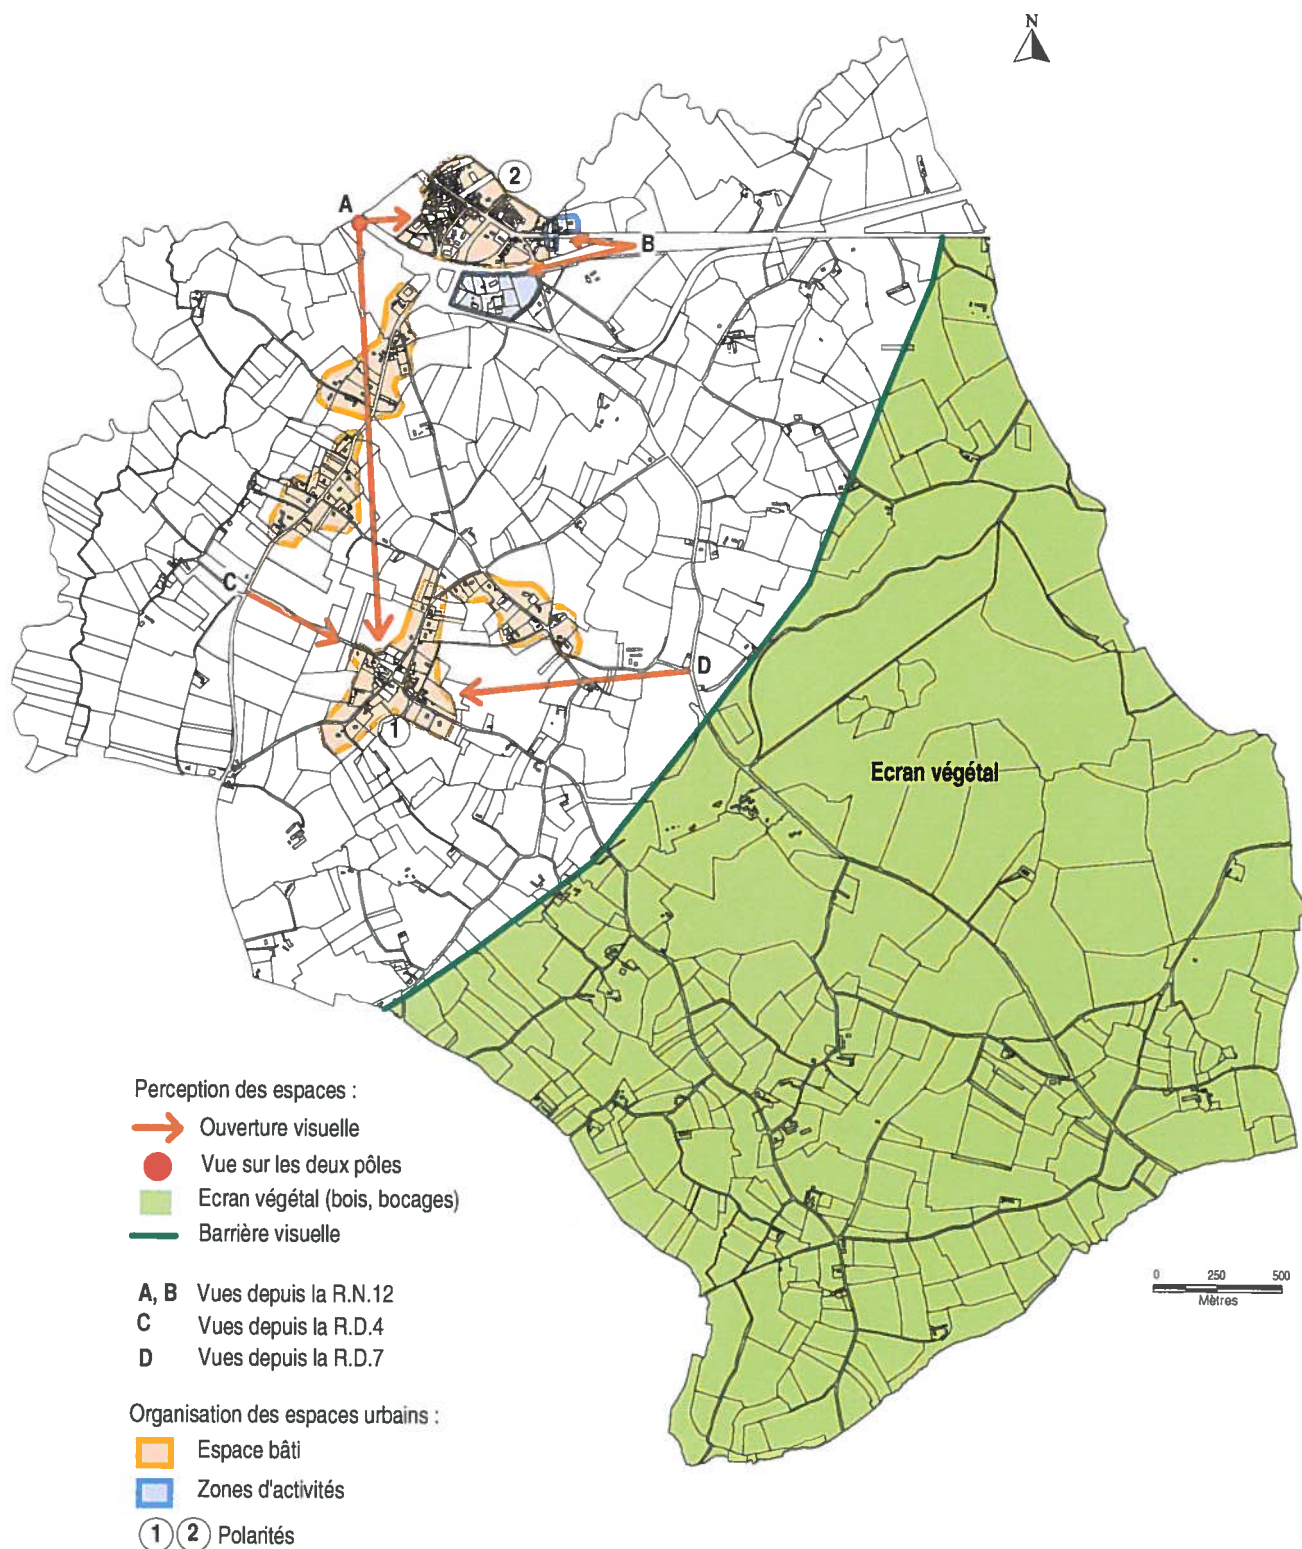 N
2
A
B
C
D
1
Ecran végétal
Perception des espaces :
Ouverture visuelle
Vue sur les deux pôles
Ecran végétal (bois, bocages)
Barrière visuelle
A, B Vues depuis la R.N.12
C Vues depuis la R.D.4
D Vues depuis la R.D.7
0 250 500
Mètres
Organisation des espaces urbains :
Espace bâti
Zones d'activités
1 2 Polarités